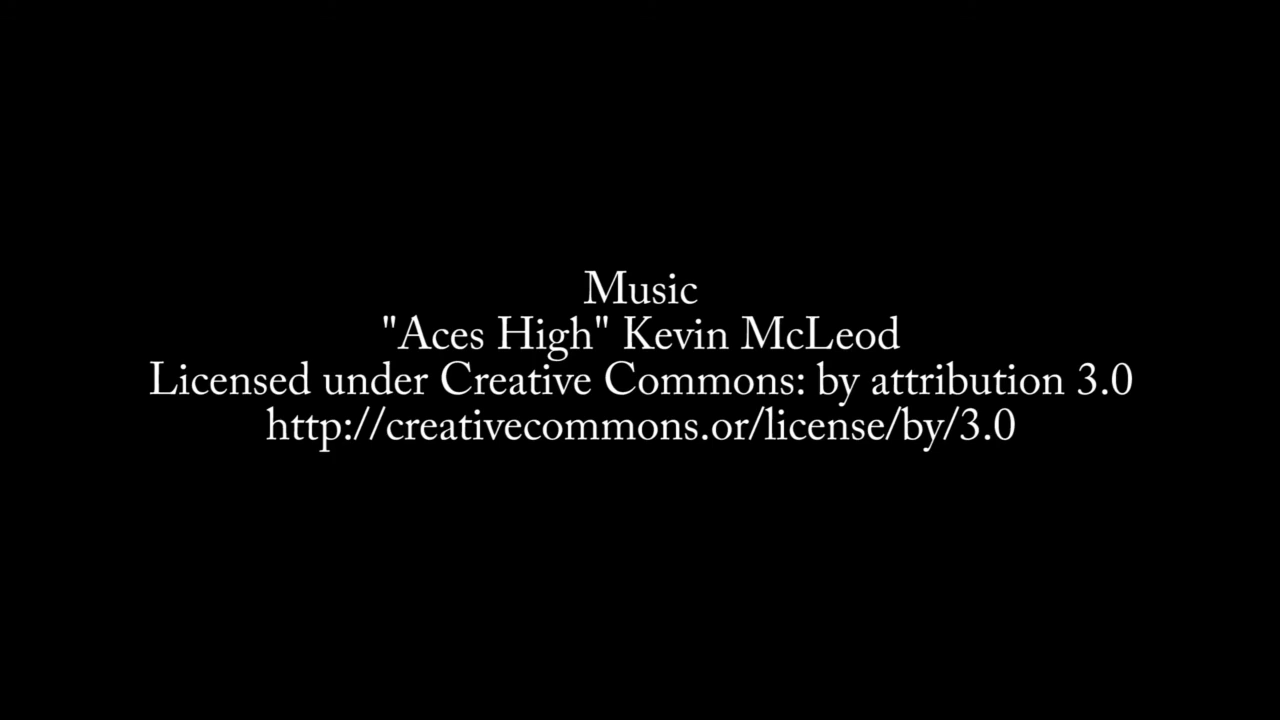 Music
"Aces High" Kevin McLeod
Licensed under Creative Commons: by attribution 3.0
http://creativecommons.or/license/by/3.0